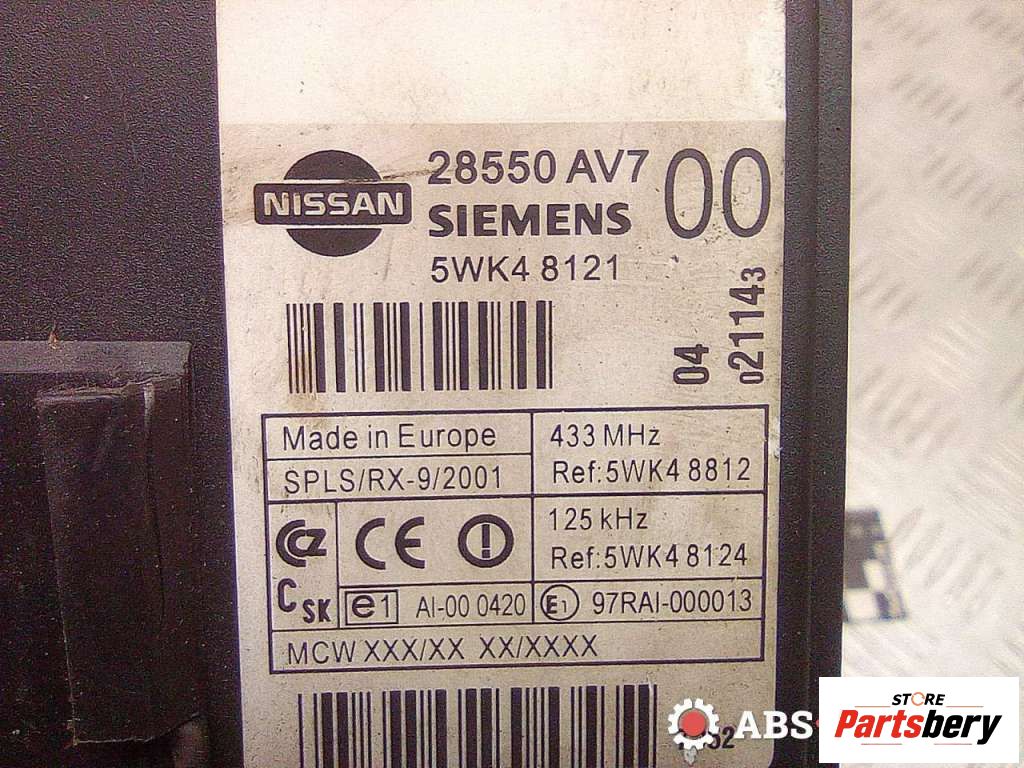 NISSAN
28550 AV7 00
SIEMENS
5WK4 8121
04
021143
Made in Europe
433 MHz
SPLS/RX-9/2001
Ref:5WK4 8812
125 kHz
Ref:5WK4 8124
CE
C SK
e1
AI-00 0420
E1
97RAI-000013
MCW XXX/XX XX/XXXX
ABS-
STORE
Partsbery